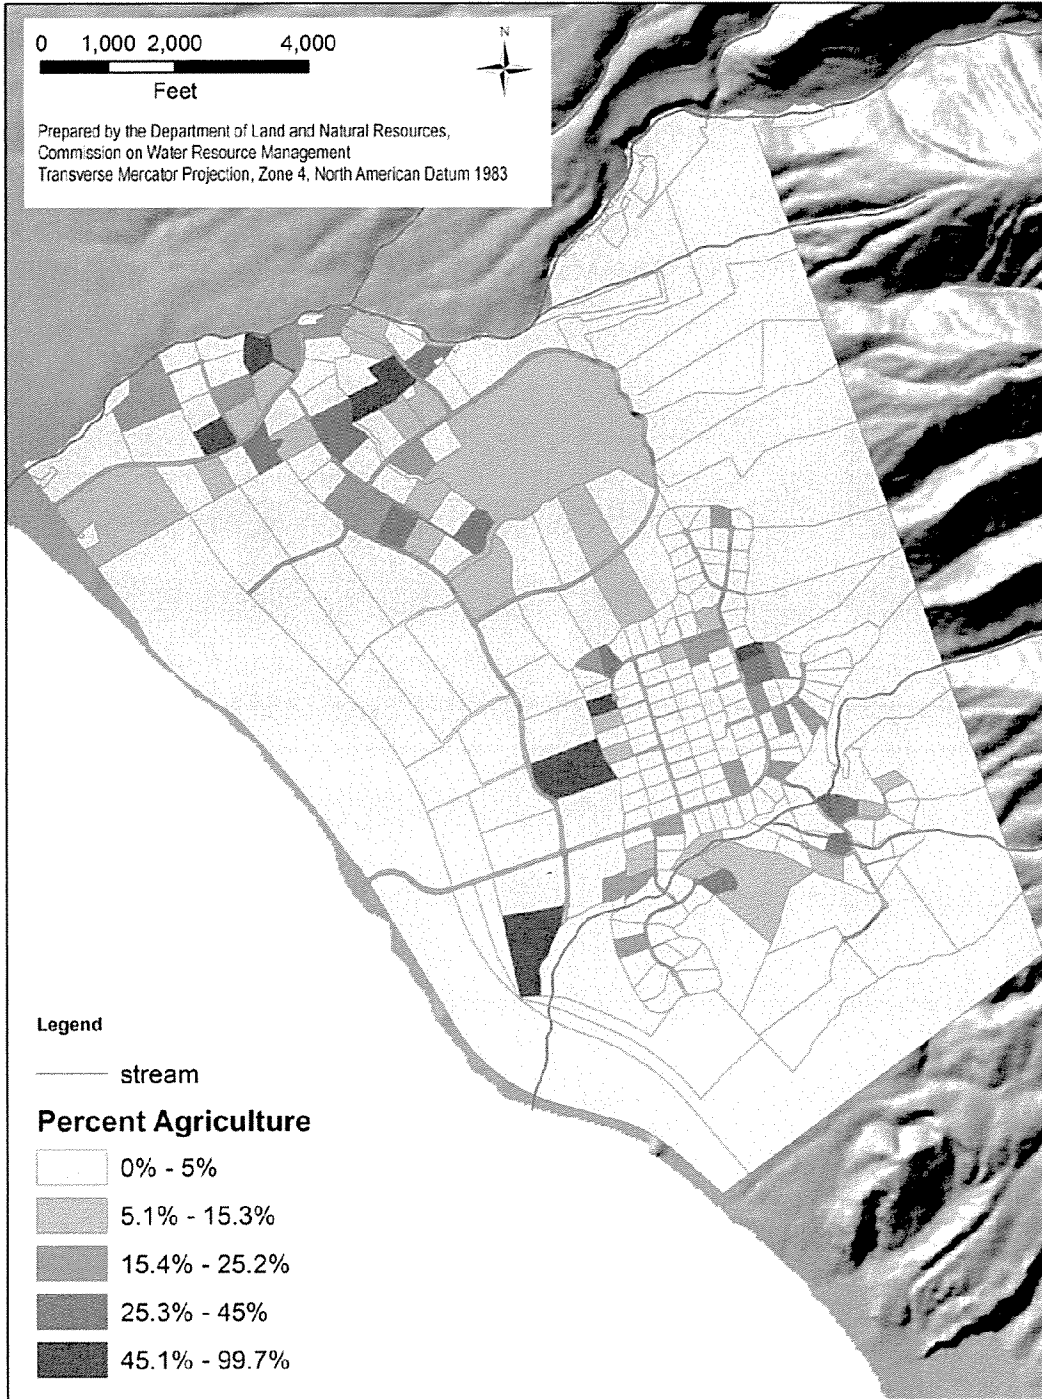 0 1,000 2,000 4,000
Feet
N
Prepared by the Department of Land and Natural Resources,
Commission on Water Resource Management
Transverse Mercator Projection, Zone 4, North American Datum 1983
Legend
stream
Percent Agriculture
0% - 5%
5.1% - 15.3%
15.4% - 25.2%
25.3% - 45%
45.1% - 99.7%